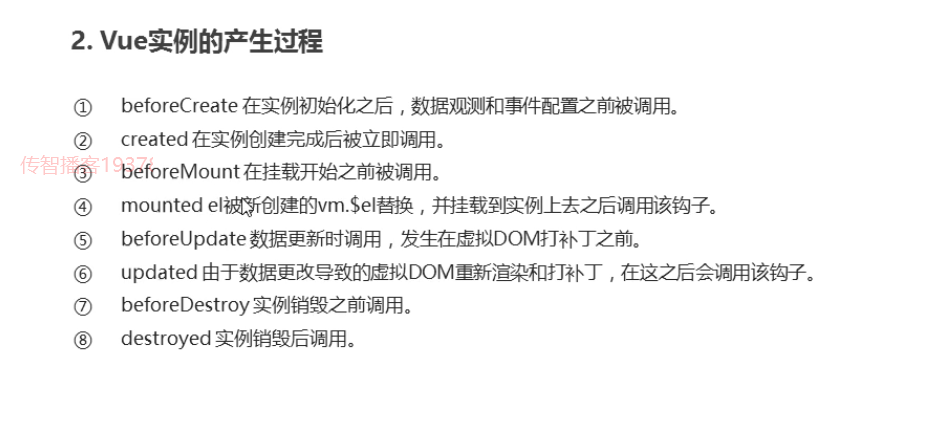 2. Vue实例的产生过程
① beforeCreate 在实例初始化之后，数据观测和事件配置之前被调用。
② created 在实例创建完成后被立即调用。
传智播客1937
③ beforeMount 在挂载开始之前被调用。
④ mounted el被新创建的vm.$el替换，并挂载到实例上去之后调用该钩子。
⑤ beforeUpdate 数据更新时调用，发生在虚拟DOM打补丁之前。
⑥ updated 由于数据更改导致的虚拟DOM重新渲染和打补丁，在这之后会调用该钩子。
⑦ beforeDestroy 实例销毁之前调用。
⑧ destroyed 实例销毁后调用。